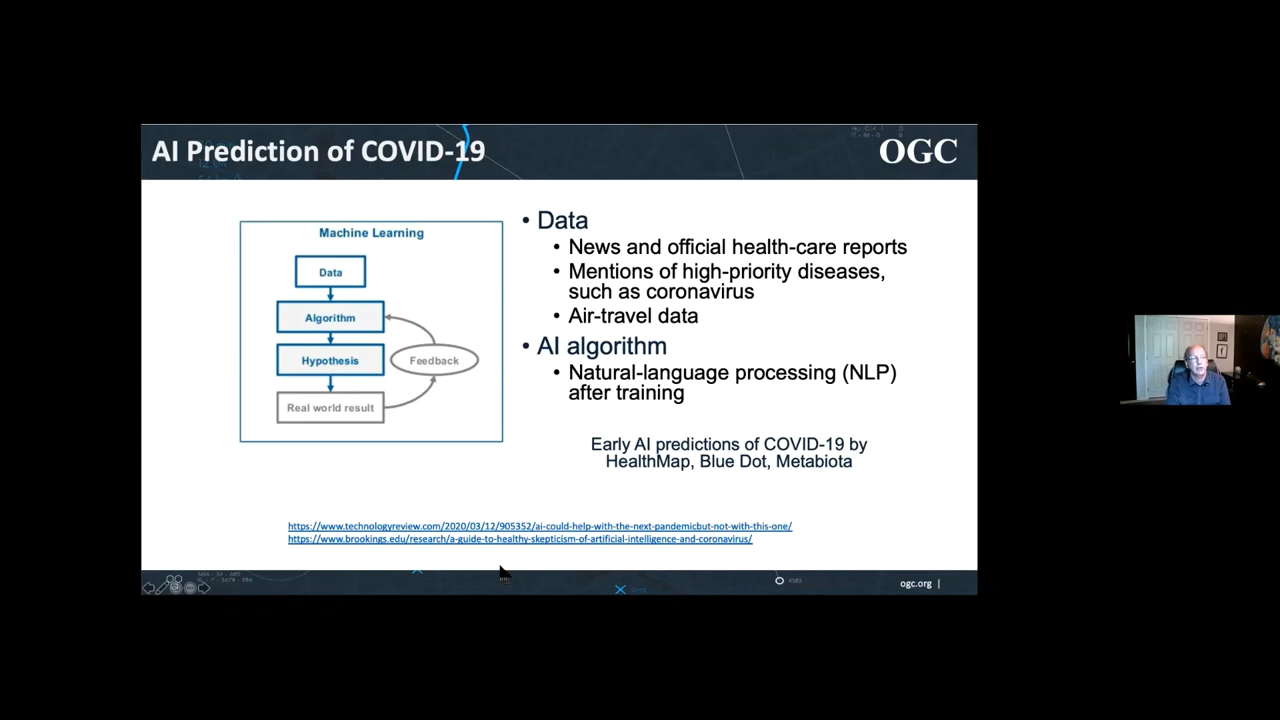 AI Prediction of COVID-19
OGC
Machine Learning
Data
Algorithm
Hypothesis
Feedback
Real world result
• Data
• News and official health-care reports
• Mentions of high-priority diseases,
such as coronavirus
• Air-travel data
• AI algorithm
• Natural-language processing (NLP)
after training
Early AI predictions of COVID-19 by
HealthMap, Blue Dot, Metabiota
https://www.technologyreview.com/2020/03/12/905352/ai-could-help-with-the-next-pandemicbut-not-with-this-one/
https://www.brookings.edu/research/a-guide-to-healthy-skepticism-of-artificial-intelligence-and-coronavirus/
ogc.org |